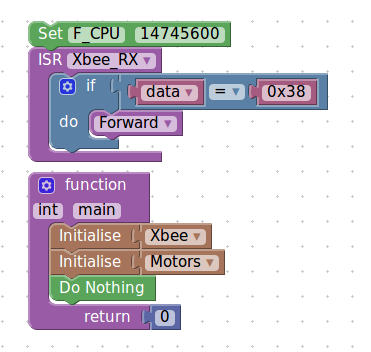 Set F_CPU 14745600
ISR Xbee_RX
if data = 0x38
do Forward
function
int main
Initialise Xbee
Initialise Motors
Do Nothing
return 0